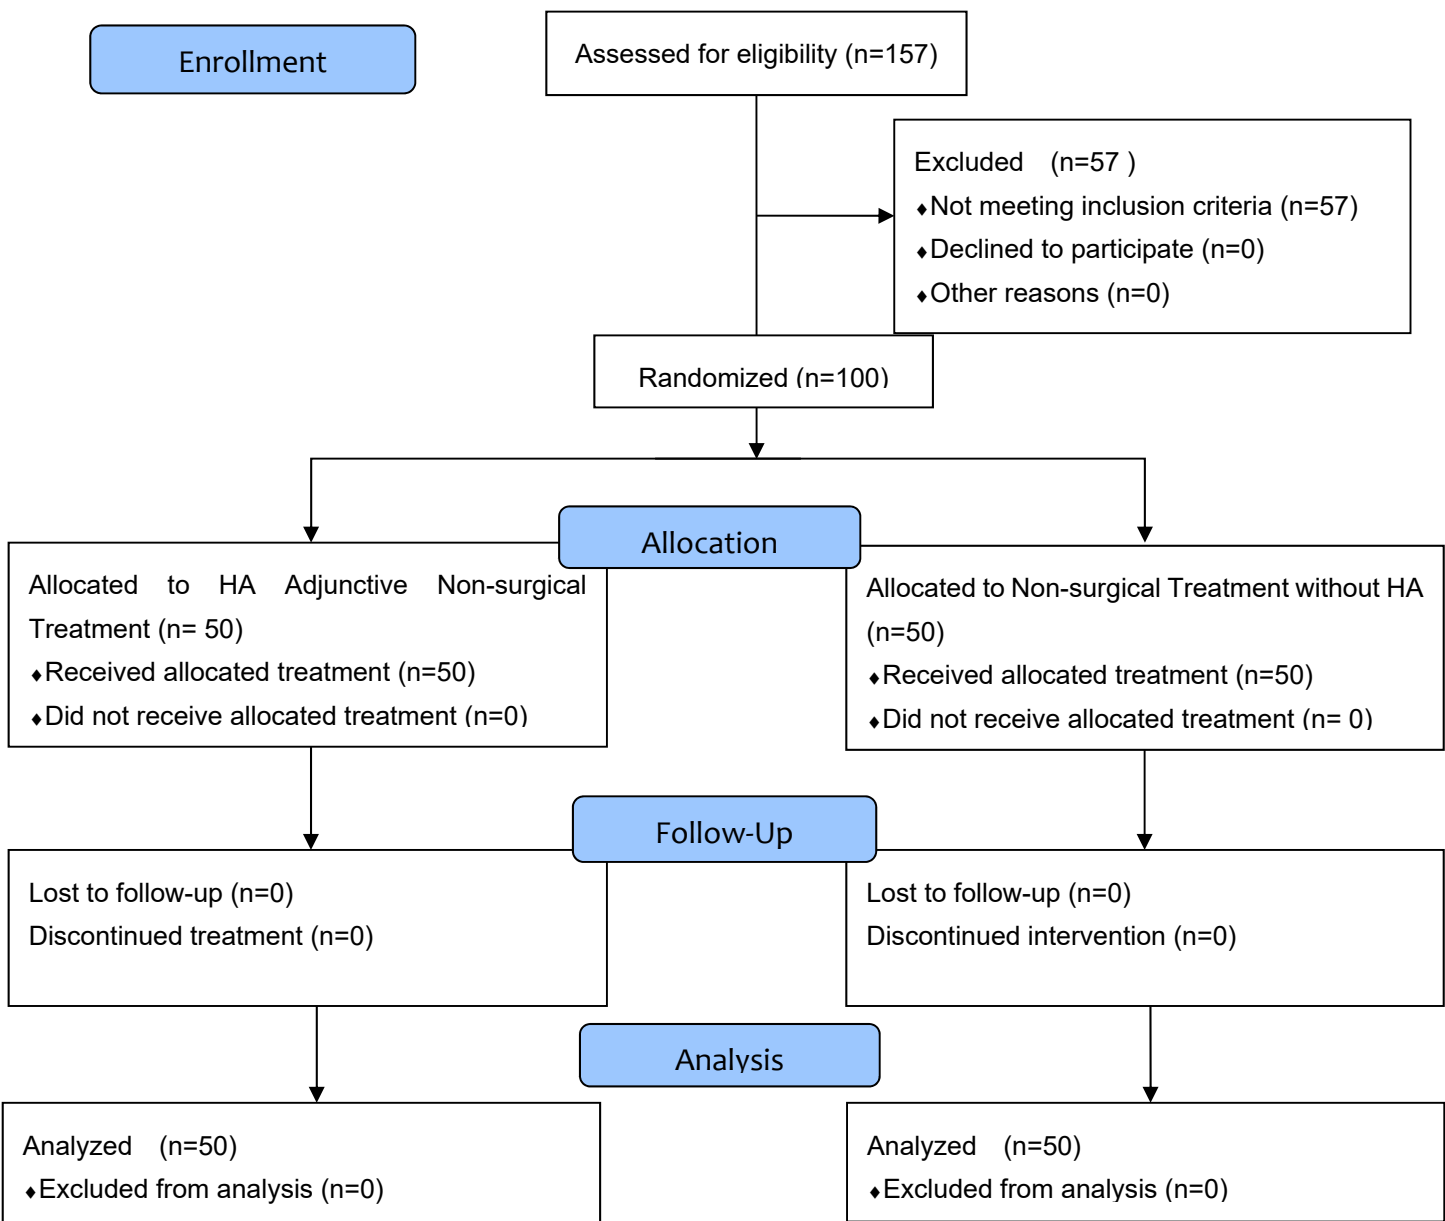 Enrollment
Assessed for eligibility (n=157)
Excluded (n=57 )
♦Not meeting inclusion criteria (n=57)
♦Declined to participate (n=0)
♦Other reasons (n=0)
Randomized (n=100)
Allocation
Allocated to HA Adjunctive Non-surgical
Treatment (n= 50)
♦Received allocated treatment (n=50)
♦Did not receive allocated treatment (n=0)
Allocated to Non-surgical Treatment without HA
(n=50)
♦Received allocated treatment (n=50)
♦Did not receive allocated treatment (n= 0)
Follow-Up
Lost to follow-up (n=0)
Discontinued treatment (n=0)
Lost to follow-up (n=0)
Discontinued intervention (n=0)
Analysis
Analyzed (n=50)
♦Excluded from analysis (n=0)
Analyzed (n=50)
♦Excluded from analysis (n=0)